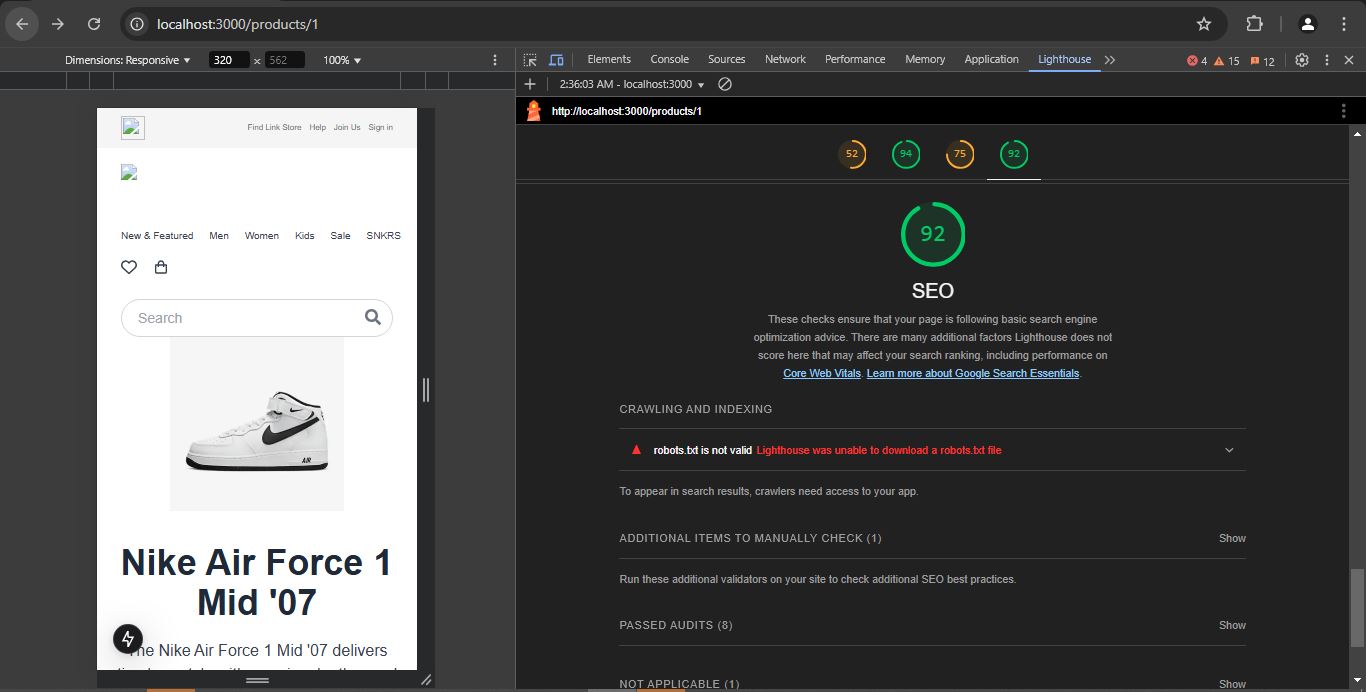 localhost:3000/products/1
Dimensions: Responsive
320 x 562
100%
Elements Console Sources Network Performance Memory Application Lighthouse
4 15 12
2:36:03 AM - localhost:3000
http://localhost:3000/products/1
52 94 75 92
92
SEO
These checks ensure that your page is following basic search engine
optimization advice. There are many additional factors Lighthouse does not
score here that may affect your search ranking, including performance on
Core Web Vitals. Learn more about Google Search Essentials.
CRAWLING AND INDEXING
robots.txt is not valid Lighthouse was unable to download a robots.txt file
To appear in search results, crawlers need access to your app.
ADDITIONAL ITEMS TO MANUALLY CHECK (1) Show
Run these additional validators on your site to check additional SEO best practices.
PASSED AUDITS (8) Show
NOT APPLICABLE (1) Show
Find Link Store Help Join Us Sign in
New & Featured Men Women Kids Sale SNKRS
Search
AIR
Nike Air Force 1
Mid '07
The Nike Air Force 1 Mid '07 delivers